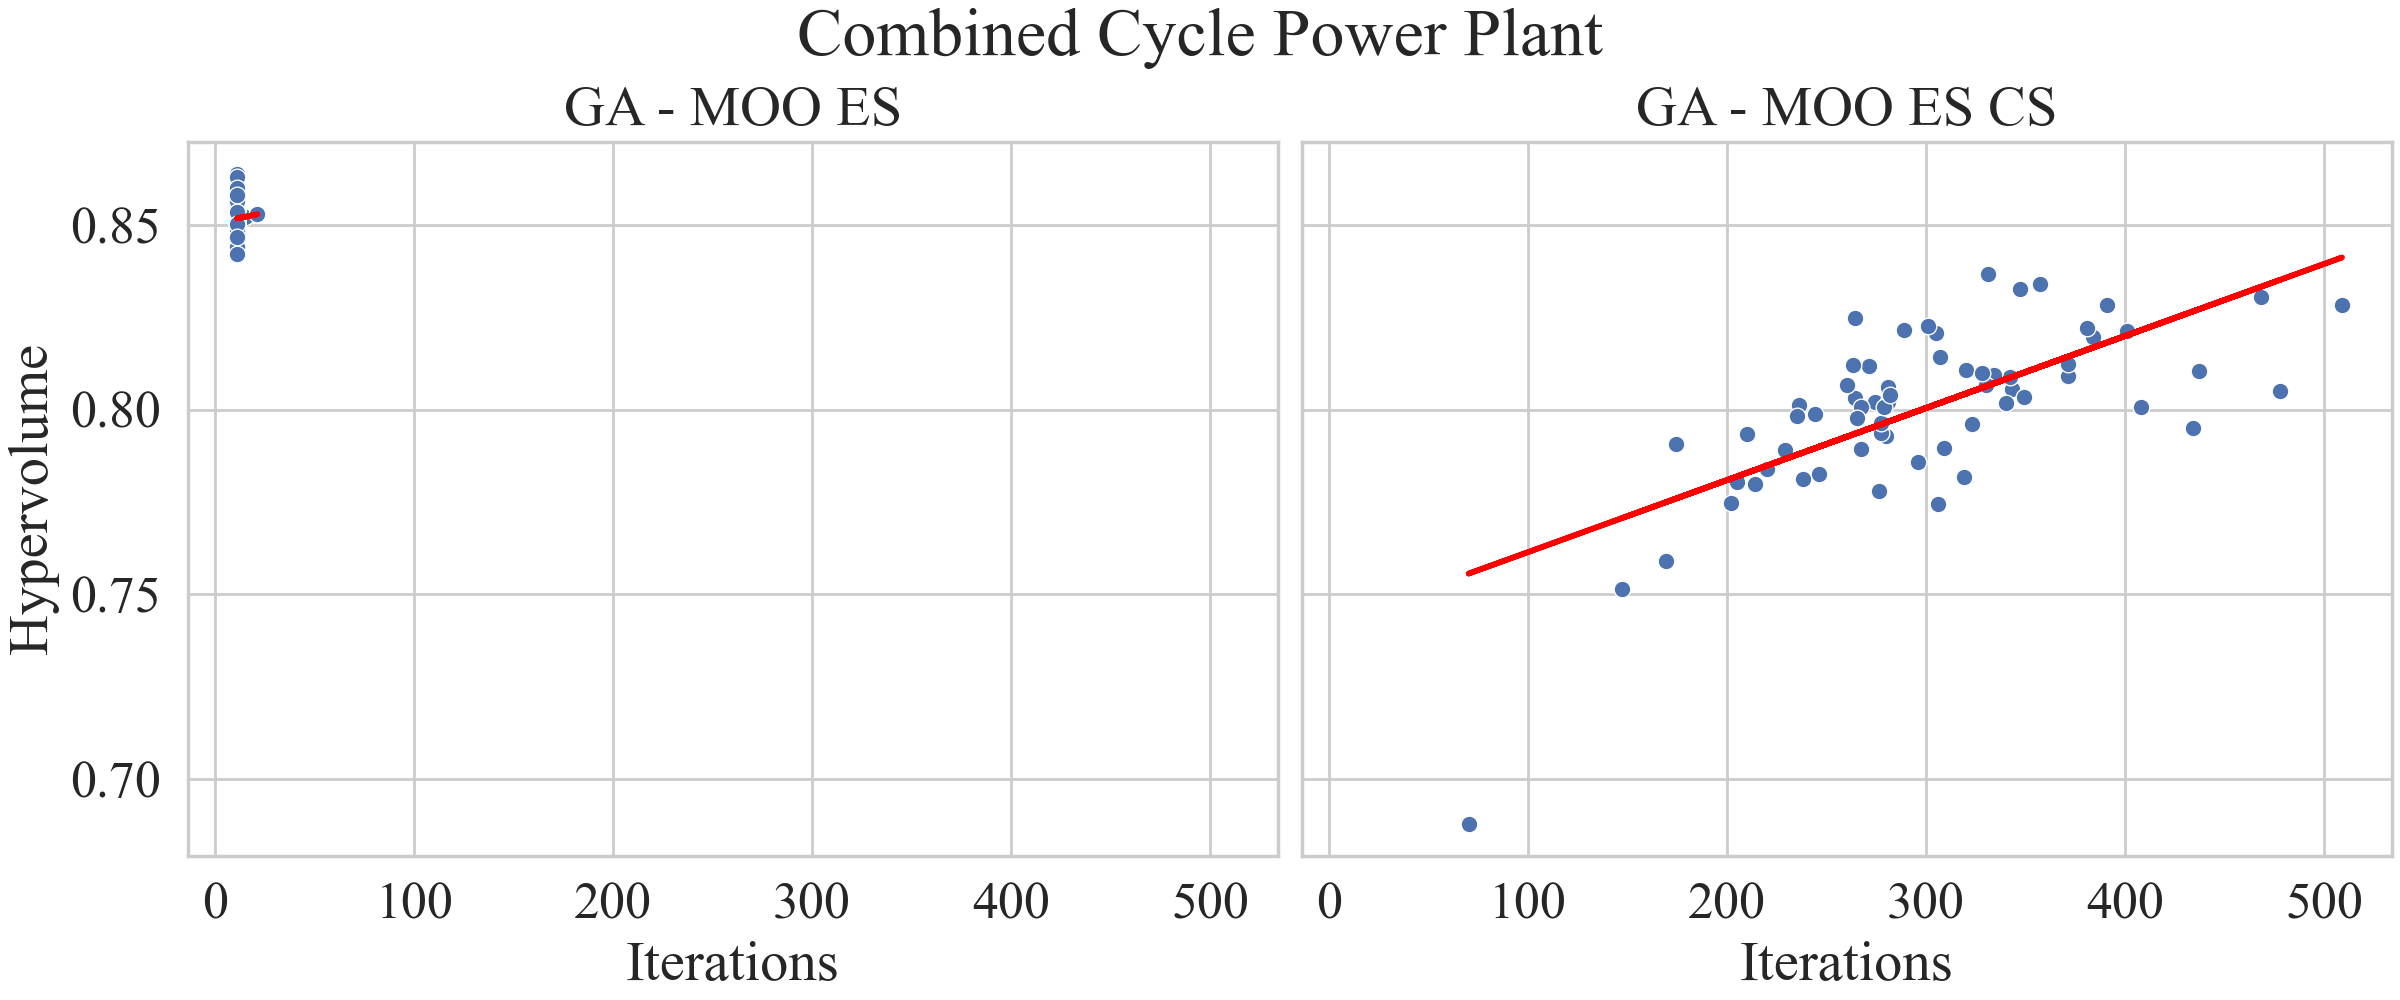 Combined Cycle Power Plant
GA - MOO ES
GA - MOO ES CS
Hypervolume
0.85
0.80
0.75
0.70
0 100 200 300 400 500
0 100 200 300 400 500
Iterations
Iterations